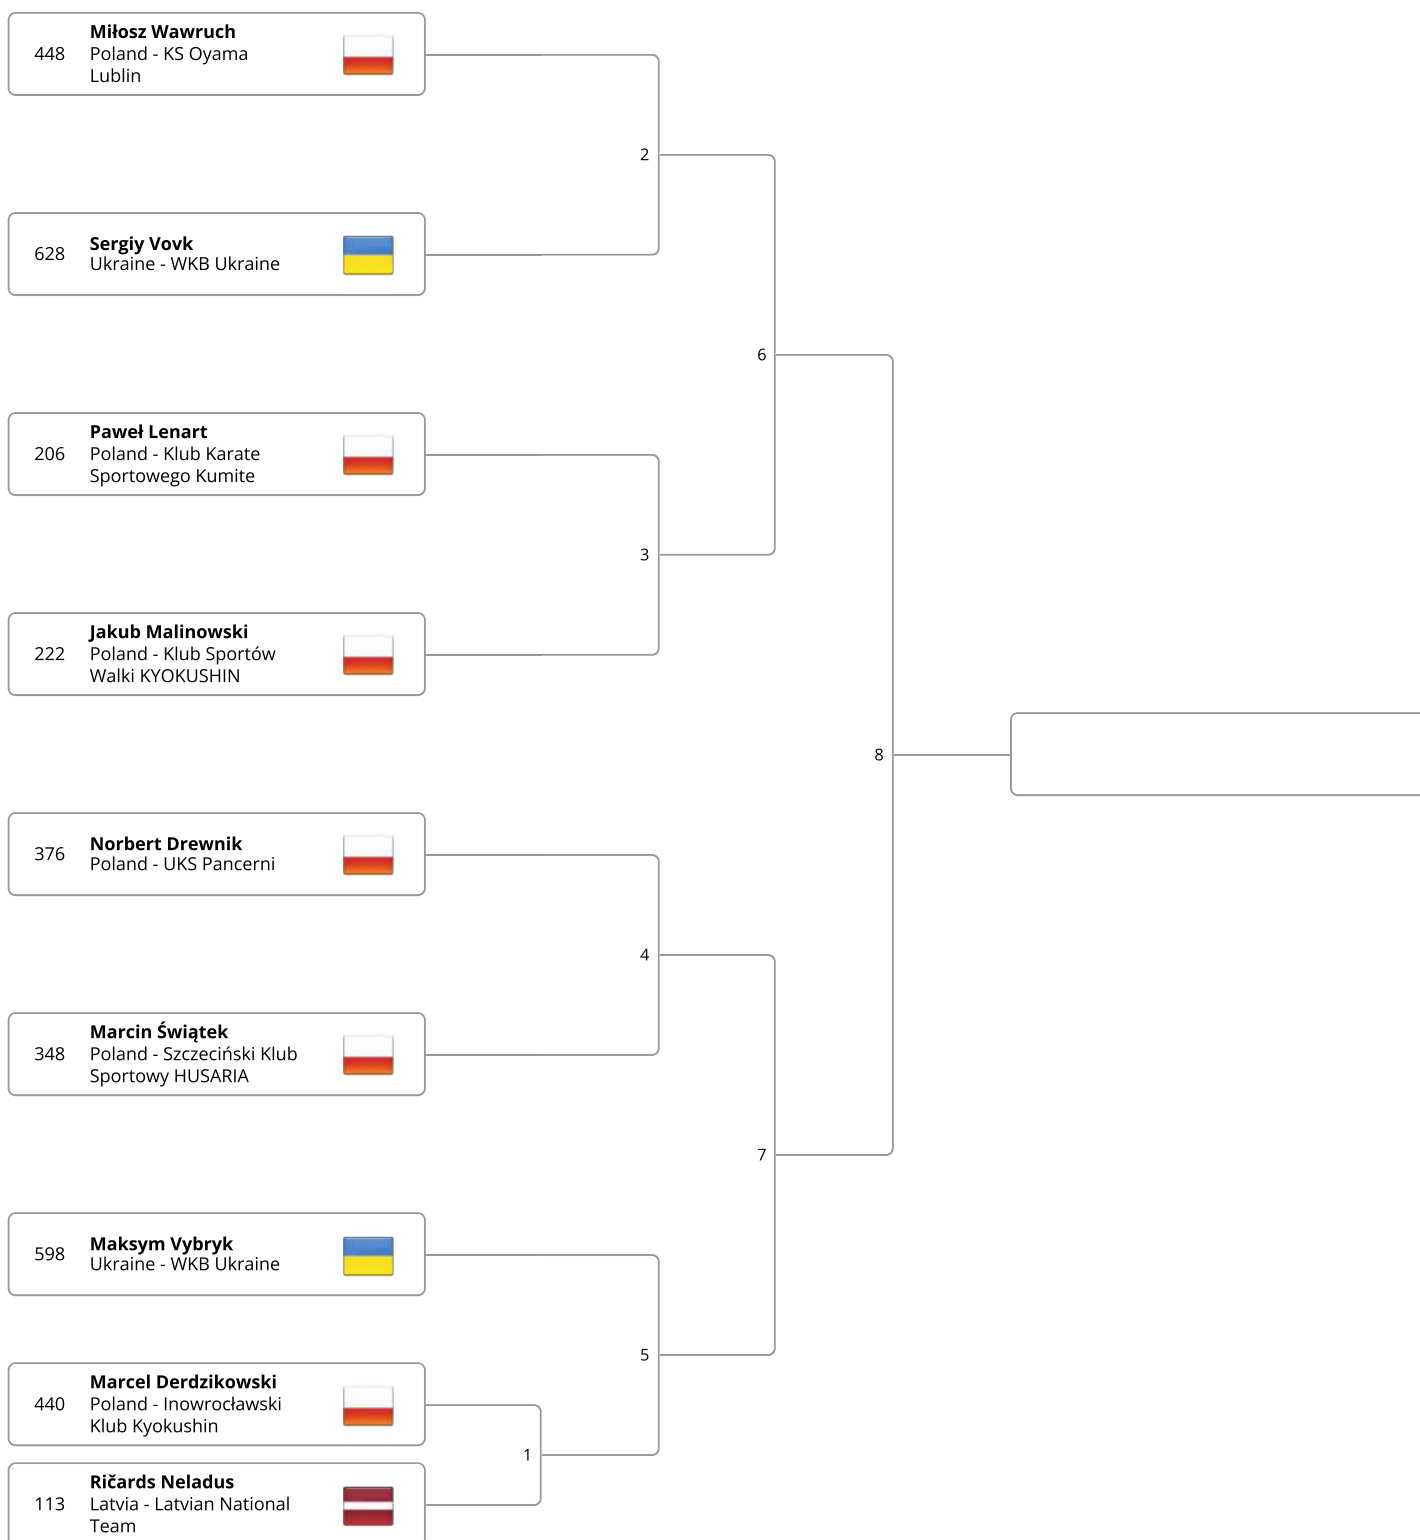 448
Miłosz Wawruch
Poland - KS Oyama
Lublin
2
628
Sergiy Vovk
Ukraine - WKB Ukraine
6
206
Paweł Lenart
Poland - Klub Karate
Sportowego Kumite
3
222
Jakub Malinowski
Poland - Klub Sportów
Walki KYOKUSHIN
8
376
Norbert Drewnik
Poland - UKS Pancerni
4
348
Marcin Świątek
Poland - Szczeciński Klub
Sportowy HUSARIA
7
598
Maksym Vybryk
Ukraine - WKB Ukraine
5
440
Marcel Derdzikowski
Poland - Inowrocławski
Klub Kyokushin
1
113
Ričards Neladus
Latvia - Latvian National
Team